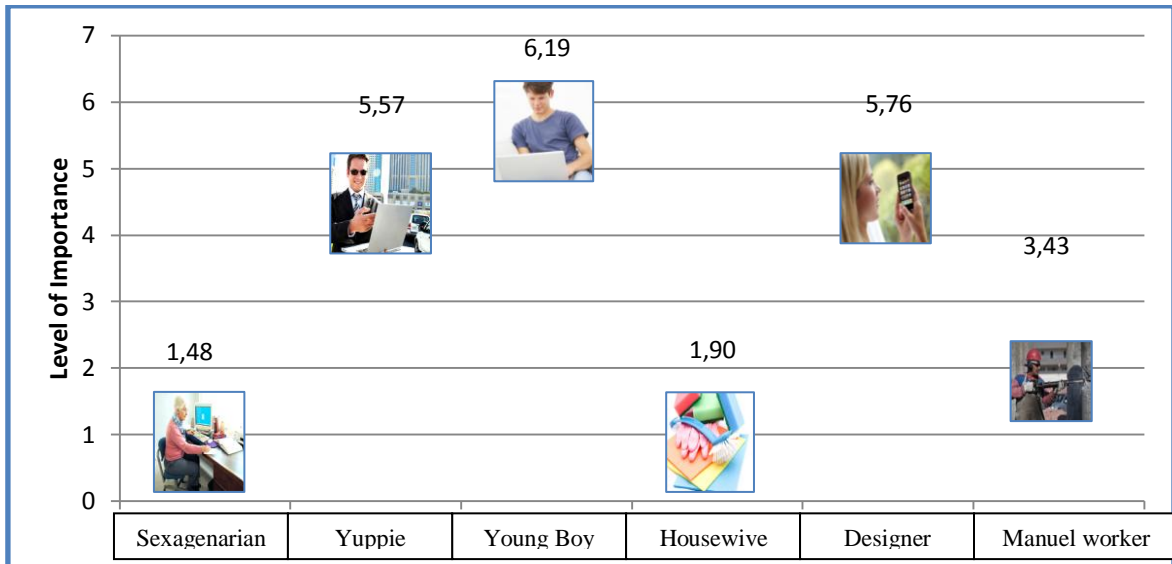 7
6,19
6
5,57
5,76
5
4
3,43
3
2
1,48
1,90
1
0
Level of Importance
Sexagenarian
Yuppie
Young Boy
Housewive
Designer
Manuel worker